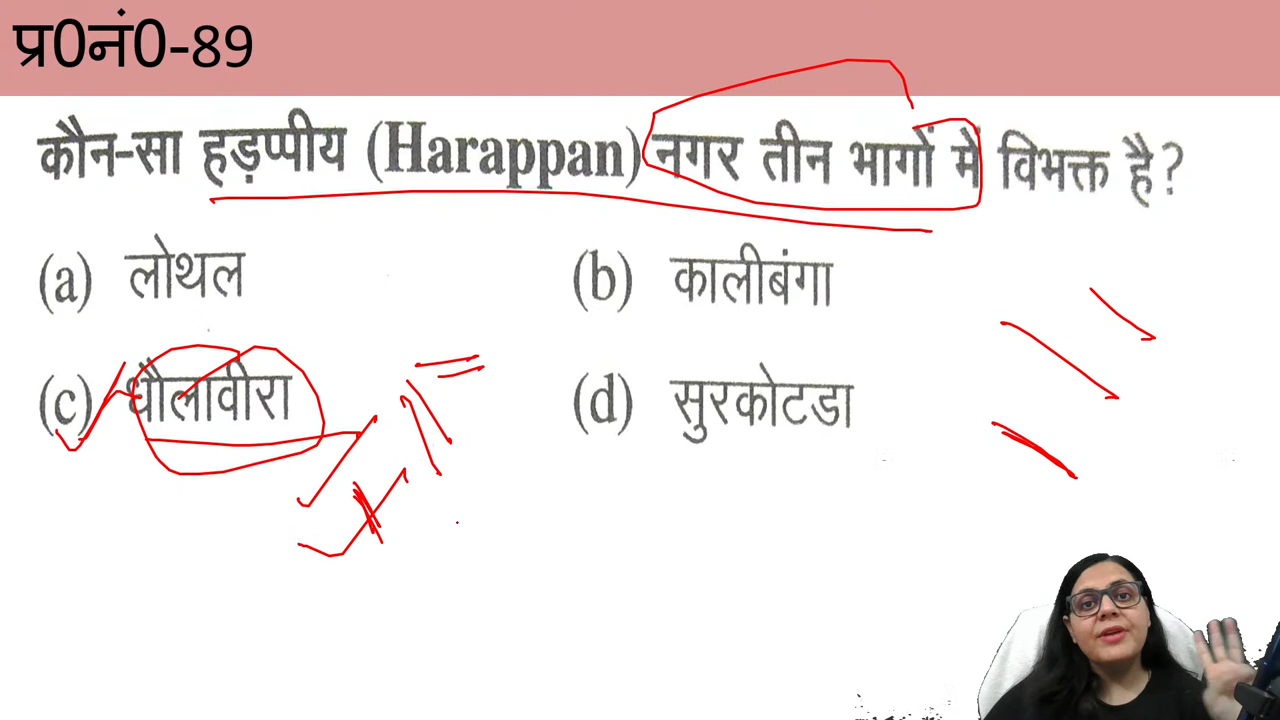 प्र0नं0-89
कौन-सा हड़प्पीय (Harappan) नगर तीन भागों में विभक्त है?
(a) लोथल (b) कालीबंगा
(c) धौलावीरा (d) सुरकोटडा